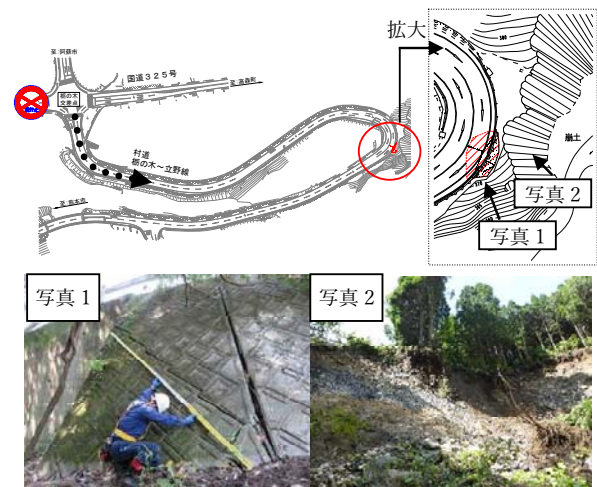 拡大
至:阿蘇市
国道325号
至:高森町
栃の木
交差点
村道
栃の木~立野線
至:熊本市
崩土
写真2
写真1
写真1
写真2